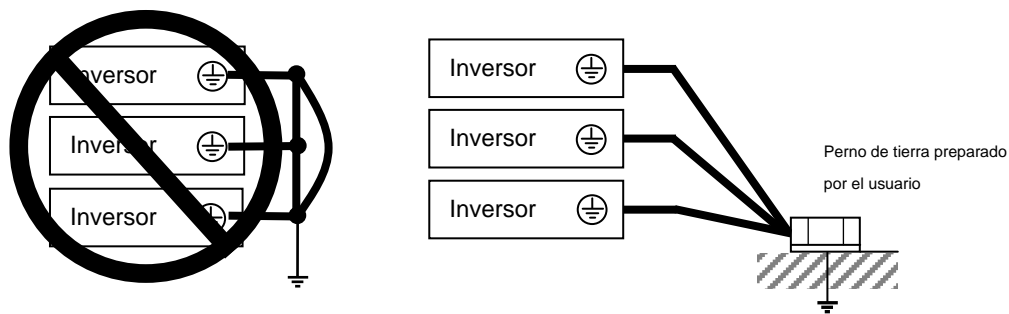 Inversor
Inversor
Inversor
Inversor
Inversor
Inversor
Perno de tierra preparado
por el usuario